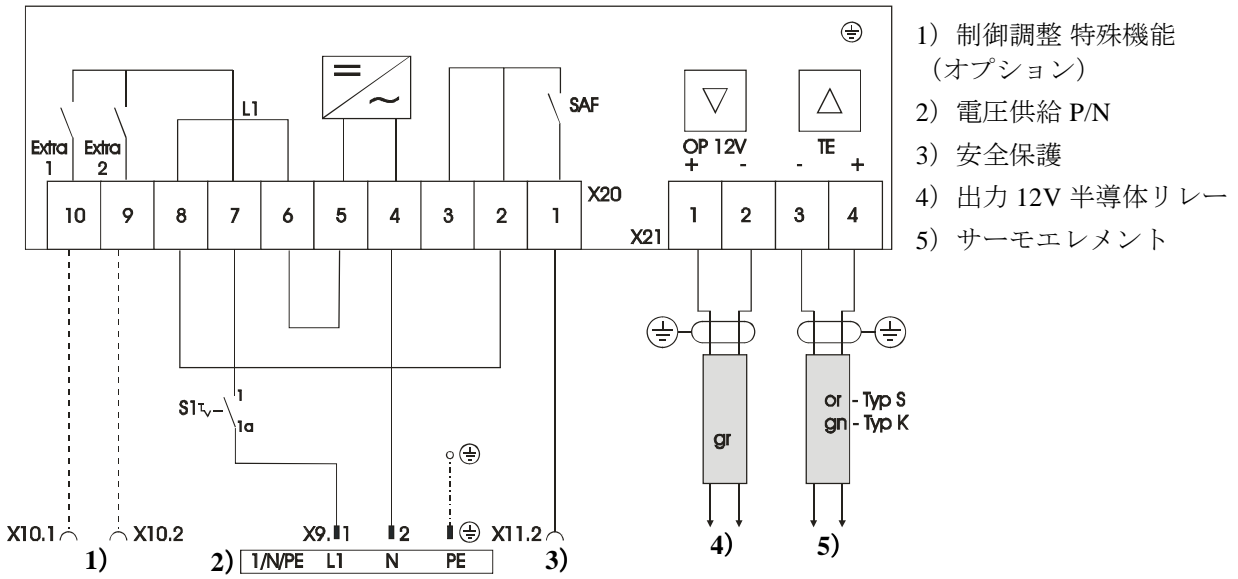 1）制御調整 特殊機能
（オプション）
2）電圧供給 P/N
3）安全保護
4）出力 12V 半導体リレー
5）サーモエレメント
L1
SAF
Extra
1
Extra
2
OP 12V
+ -
TE
- +
10 9 8 7 6 5 4 3 2 1
X20
X21
1 2 3 4
S1
1
1a
or - Typ S
gn - Typ K
gr
X10.1
X10.2
X9. 1
2
X11.2
1)
2)
1/N/PE L1 N PE
3)
4)
5)